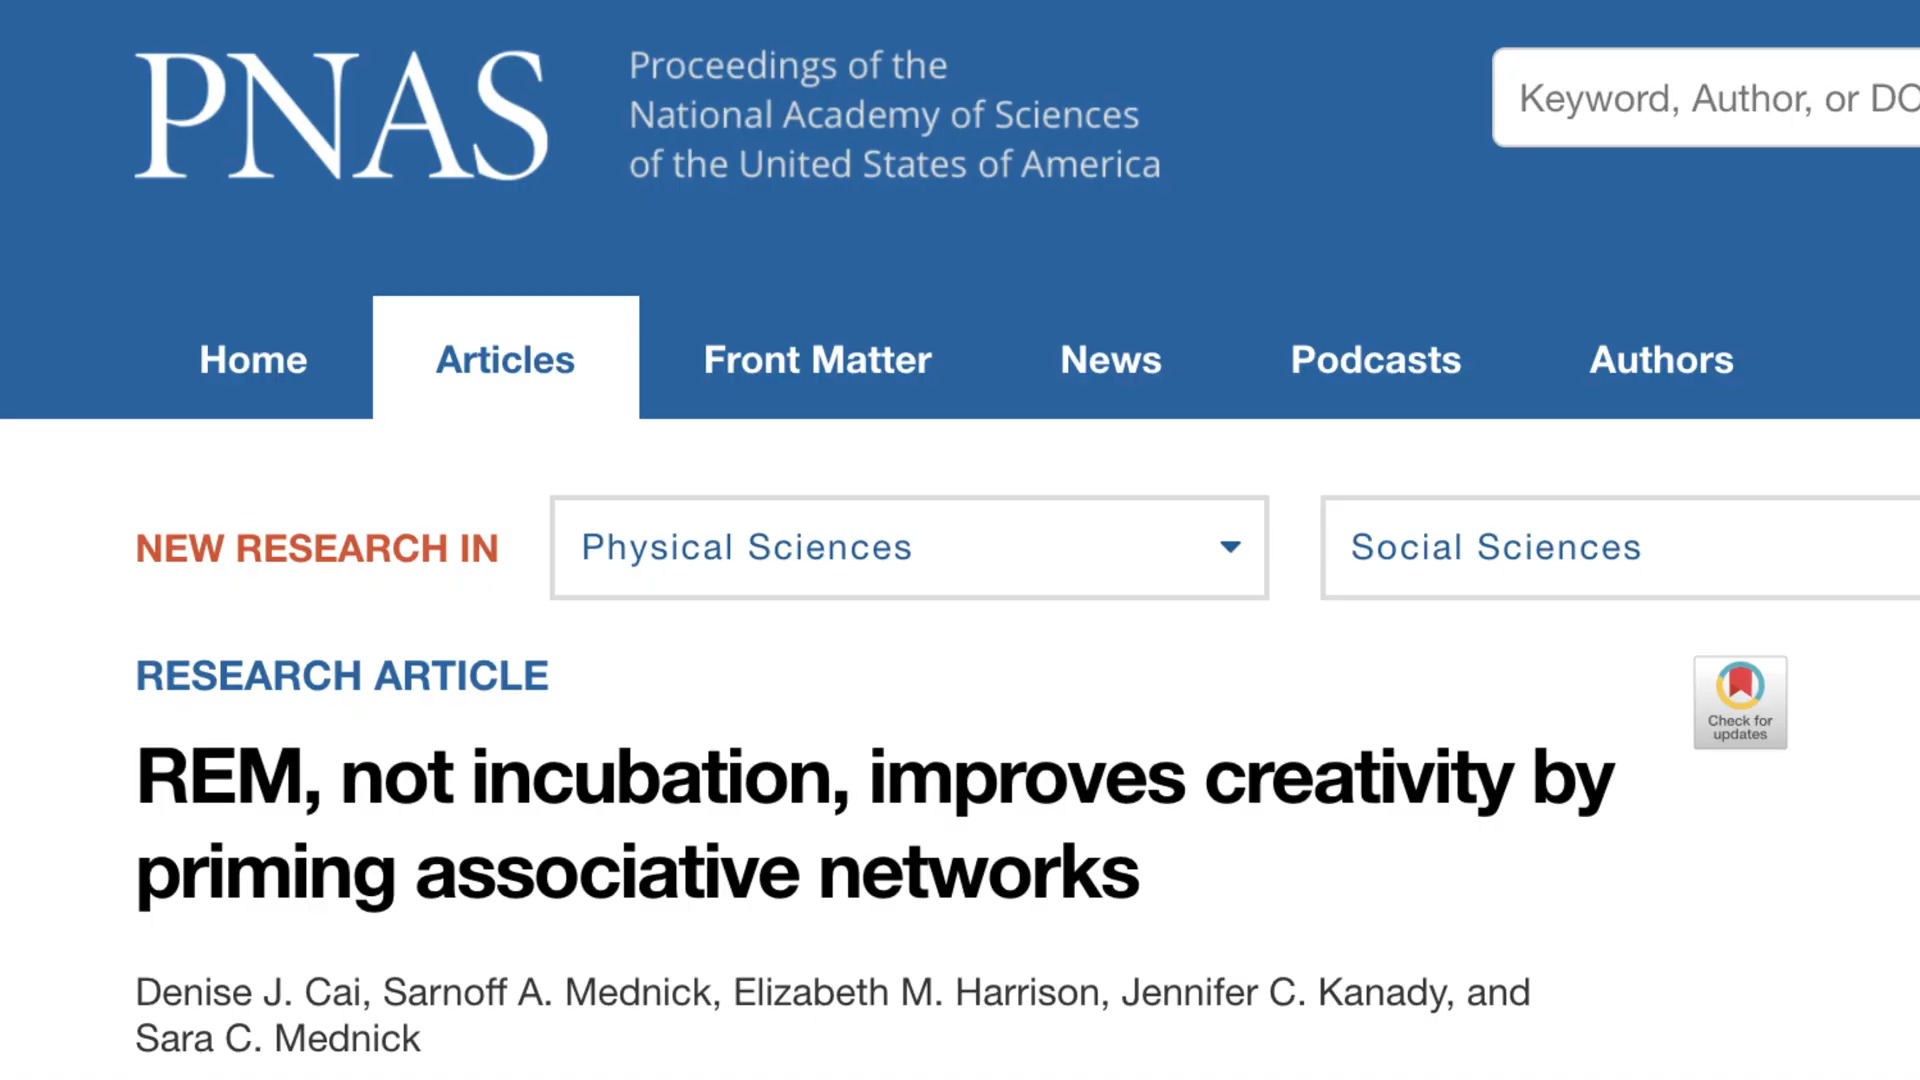 PNAS
Proceedings of the
National Academy of Sciences
of the United States of America
Keyword, Author, or
Home
Articles
Front Matter
News
Podcasts
Authors
NEW RESEARCH IN
Physical Sciences
Social Sciences
RESEARCH ARTICLE
Check for
updates
REM, not incubation, improves creativity by
priming associative networks
Denise J. Cai, Sarnoff A. Mednick, Elizabeth M. Harrison, Jennifer C. Kanady, and
Sara C. Mednick